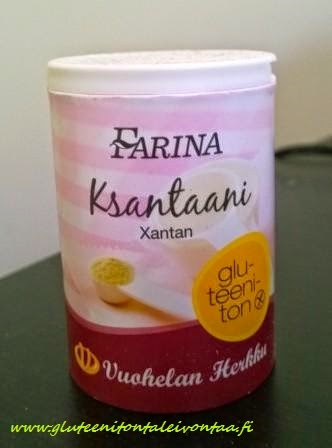 FARINA
Ksantaani
Xantan
glu-
teeni-
ton
Vuohelan Herkku
www.gluteenitontaleivontaa.fi